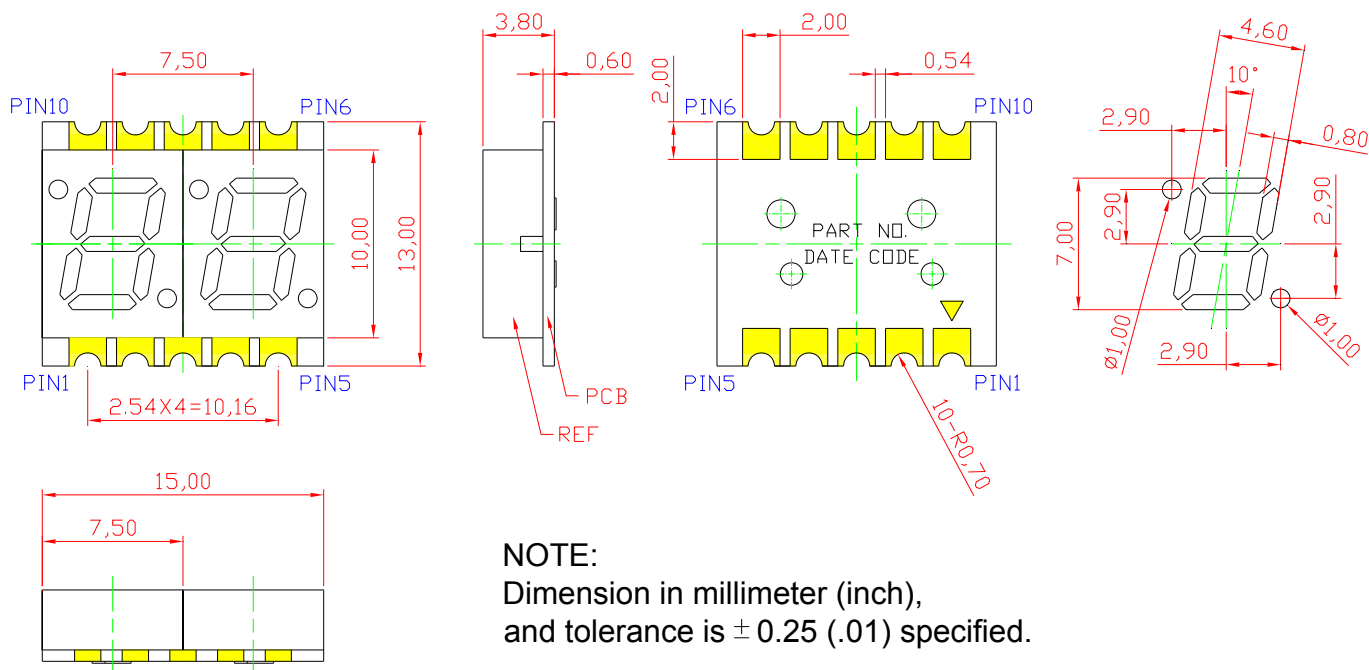 7,50
PIN10
PIN6
10,00
13,00
PIN1
PIN5
2.54X4=10,16
3,80
0,60
PCB
REF
2,00
0,54
2,00
PIN6
PIN10
PART NO.
DATE CODE
PIN5
PIN1
10-R0,70
4,60
10°
2,90
0,80
2,90
7,00
2,90
ø1,00
2,90
ø1,00
15,00
7,50
NOTE:
Dimension in millimeter (inch),
and tolerance is ± 0.25 (.01) specified.